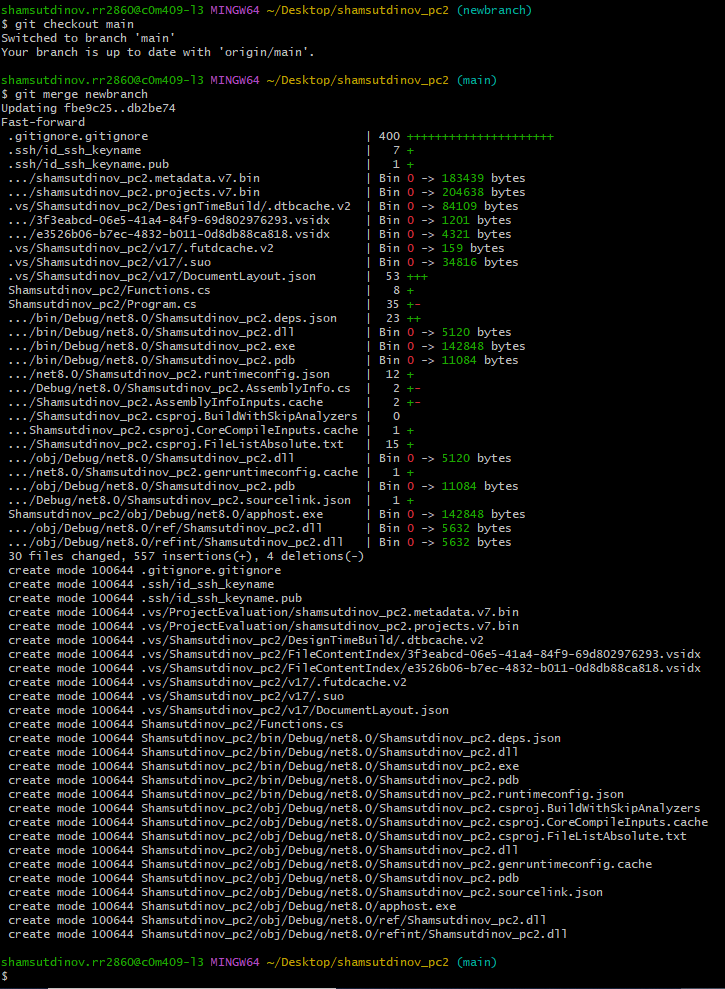 shamsutdinov.rr2860@c0m409-l3 MINGW64 ~/Desktop/shamsutdinov_pc2 (newbranch)
$ git checkout main
Switched to branch 'main'
Your branch is up to date with 'origin/main'.
shamsutdinov.rr2860@c0m409-l3 MINGW64 ~/Desktop/shamsutdinov_pc2 (main)
$ git merge newbranch
Updating fbe9c25..db2be74
Fast-forward
.gitignore.gitignore | 400 +++++++++++++++++++++
.ssh/id_ssh_keyname | 7 +
.ssh/id_ssh_keyname.pub | 1 +
.../shamsutdinov_pc2.metadata.v7.bin | Bin 0 -> 183439 bytes
.../shamsutdinov_pc2.projects.v7.bin | Bin 0 -> 204638 bytes
.vs/Shamsutdinov_pc2/DesignTimeBuild/.dtbcache.v2 | Bin 0 -> 84109 bytes
.../3f3eabcd-06e5-41a4-84f9-69d802976293.vsidx | Bin 0 -> 1201 bytes
.../e3526b06-b7ec-4832-b011-0d8db88ca818.vsidx | Bin 0 -> 4321 bytes
.vs/Shamsutdinov_pc2/v17/.futdcache.v2 | Bin 0 -> 159 bytes
.vs/Shamsutdinov_pc2/v17/.suo | Bin 0 -> 34816 bytes
.vs/Shamsutdinov_pc2/v17/DocumentLayout.json | 53 +++
Shamsutdinov_pc2/Functions.cs | 8 +
Shamsutdinov_pc2/Program.cs | 35 +-
.../bin/Debug/net8.0/Shamsutdinov_pc2.deps.json | 23 ++
.../bin/Debug/net8.0/Shamsutdinov_pc2.dll | Bin 0 -> 5120 bytes
.../bin/Debug/net8.0/Shamsutdinov_pc2.exe | Bin 0 -> 142848 bytes
.../bin/Debug/net8.0/Shamsutdinov_pc2.pdb | Bin 0 -> 11084 bytes
.../net8.0/Shamsutdinov_pc2.runtimeconfig.json | 12 +
.../Debug/net8.0/Shamsutdinov_pc2.AssemblyInfo.cs | 2 +-
.../Shamsutdinov_pc2.AssemblyInfoInputs.cache | 2 +-
.../Shamsutdinov_pc2.csproj.BuildWithSkipAnalyzers | 0
...Shamsutdinov_pc2.csproj.CoreCompileInputs.cache | 1 +
.../Shamsutdinov_pc2.csproj.FileListAbsolute.txt | 15 +
.../obj/Debug/net8.0/Shamsutdinov_pc2.dll | Bin 0 -> 5120 bytes
.../net8.0/Shamsutdinov_pc2.genruntimeconfig.cache | 1 +
.../obj/Debug/net8.0/Shamsutdinov_pc2.pdb | Bin 0 -> 11084 bytes
.../Debug/net8.0/Shamsutdinov_pc2.sourcelink.json | 1 +
Shamsutdinov_pc2/obj/Debug/net8.0/apphost.exe | Bin 0 -> 142848 bytes
.../obj/Debug/net8.0/ref/Shamsutdinov_pc2.dll | Bin 0 -> 5632 bytes
.../obj/Debug/net8.0/refint/Shamsutdinov_pc2.dll | Bin 0 -> 5632 bytes
30 files changed, 557 insertions(+), 4 deletions(-)
create mode 100644 .gitignore.gitignore
create mode 100644 .ssh/id_ssh_keyname
create mode 100644 .ssh/id_ssh_keyname.pub
create mode 100644 .vs/ProjectEvaluation/shamsutdinov_pc2.metadata.v7.bin
create mode 100644 .vs/ProjectEvaluation/shamsutdinov_pc2.projects.v7.bin
create mode 100644 .vs/Shamsutdinov_pc2/DesignTimeBuild/.dtbcache.v2
create mode 100644 .vs/Shamsutdinov_pc2/FileContentIndex/3f3eabcd-06e5-41a4-84f9-69d802976293.vsidx
create mode 100644 .vs/Shamsutdinov_pc2/FileContentIndex/e3526b06-b7ec-4832-b011-0d8db88ca818.vsidx
create mode 100644 .vs/Shamsutdinov_pc2/v17/.futdcache.v2
create mode 100644 .vs/Shamsutdinov_pc2/v17/.suo
create mode 100644 .vs/Shamsutdinov_pc2/v17/DocumentLayout.json
create mode 100644 Shamsutdinov_pc2/Functions.cs
create mode 100644 Shamsutdinov_pc2/bin/Debug/net8.0/Shamsutdinov_pc2.deps.json
create mode 100644 Shamsutdinov_pc2/bin/Debug/net8.0/Shamsutdinov_pc2.dll
create mode 100644 Shamsutdinov_pc2/bin/Debug/net8.0/Shamsutdinov_pc2.exe
create mode 100644 Shamsutdinov_pc2/bin/Debug/net8.0/Shamsutdinov_pc2.pdb
create mode 100644 Shamsutdinov_pc2/bin/Debug/net8.0/Shamsutdinov_pc2.runtimeconfig.json
create mode 100644 Shamsutdinov_pc2/obj/Debug/net8.0/Shamsutdinov_pc2.csproj.BuildWithSkipAnalyzers
create mode 100644 Shamsutdinov_pc2/obj/Debug/net8.0/Shamsutdinov_pc2.csproj.CoreCompileInputs.cache
create mode 100644 Shamsutdinov_pc2/obj/Debug/net8.0/Shamsutdinov_pc2.csproj.FileListAbsolute.txt
create mode 100644 Shamsutdinov_pc2/obj/Debug/net8.0/Shamsutdinov_pc2.dll
create mode 100644 Shamsutdinov_pc2/obj/Debug/net8.0/Shamsutdinov_pc2.genruntimeconfig.cache
create mode 100644 Shamsutdinov_pc2/obj/Debug/net8.0/Shamsutdinov_pc2.pdb
create mode 100644 Shamsutdinov_pc2/obj/Debug/net8.0/Shamsutdinov_pc2.sourcelink.json
create mode 100644 Shamsutdinov_pc2/obj/Debug/net8.0/apphost.exe
create mode 100644 Shamsutdinov_pc2/obj/Debug/net8.0/ref/Shamsutdinov_pc2.dll
create mode 100644 Shamsutdinov_pc2/obj/Debug/net8.0/refint/Shamsutdinov_pc2.dll
shamsutdinov.rr2860@c0m409-l3 MINGW64 ~/Desktop/shamsutdinov_pc2 (main)
$